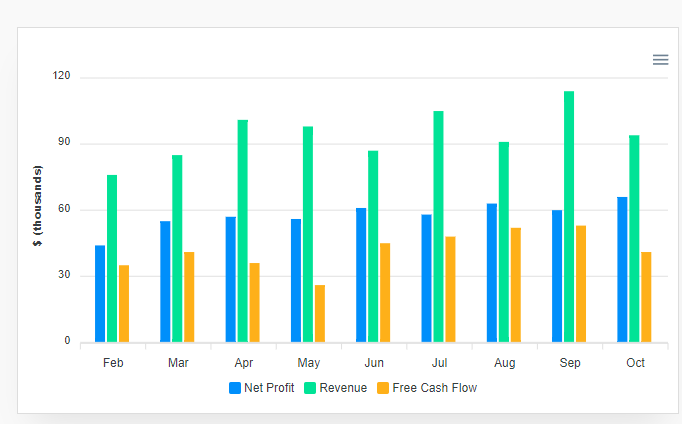 120
90
60
30
0
$ (thousands)
Feb Mar Apr May Jun Jul Aug Sep Oct
Net Profit Revenue Free Cash Flow